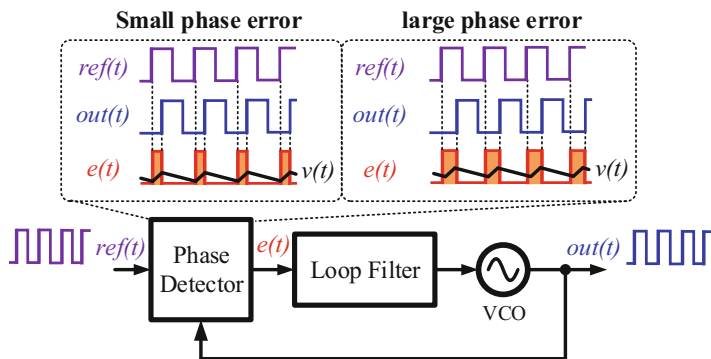 Small phase error
large phase error
ref(t)
out(t)
e(t)
v(t)
ref(t)
out(t)
e(t)
v(t)
ref(t)
Phase
Detector
e(t)
Loop Filter
VCO
out(t)